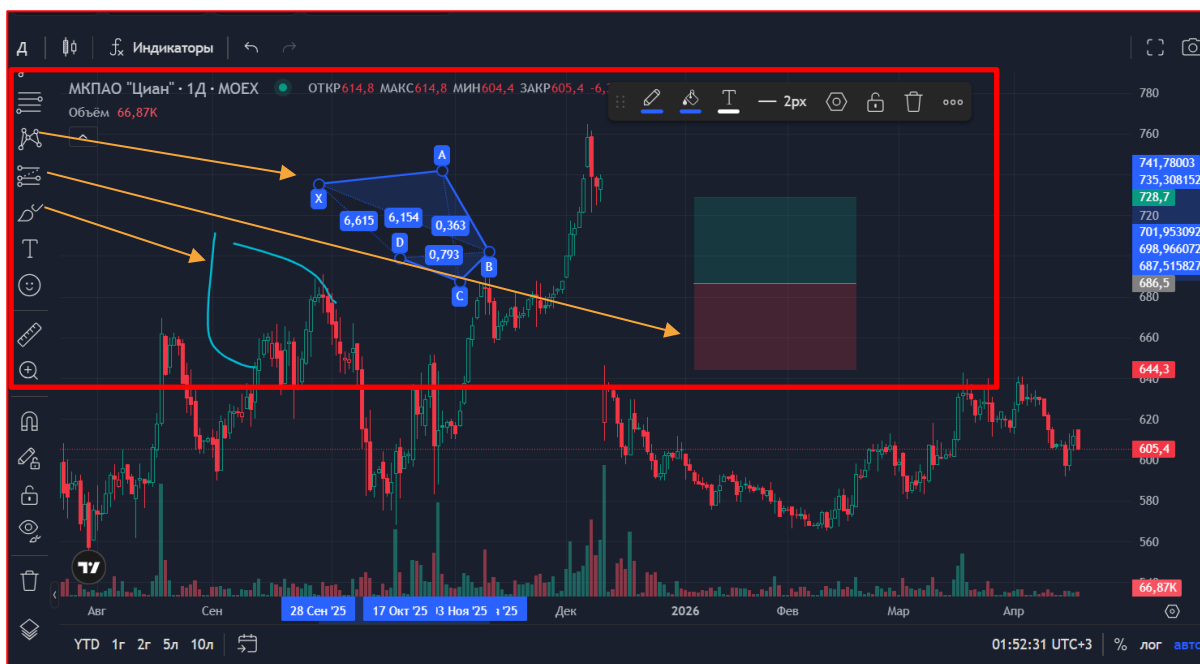 Д
Индикаторы
МКПАО "Циан" · 1Д · MOEX ОТКР614,8 МАКС614,8 МИН604,4 ЗАКР605,4
Объём 66,87K
2px
T
780
760
741,78003
735,308152
728,7
720
701,953092
698,966072
687,515827
686,5
680
660
644,3
640
620
605,4
600
580
560
66,87K
X
A
B
C
D
6,615
6,154
0,363
0,793
Авг Сен 28 Сен '25 17 Окт '25 Ноя '25 '25 Дек 2026 Фев Мар Апр
YTD 1г 2г 5л 10л 01:52:31 UTC+3 % лог авто